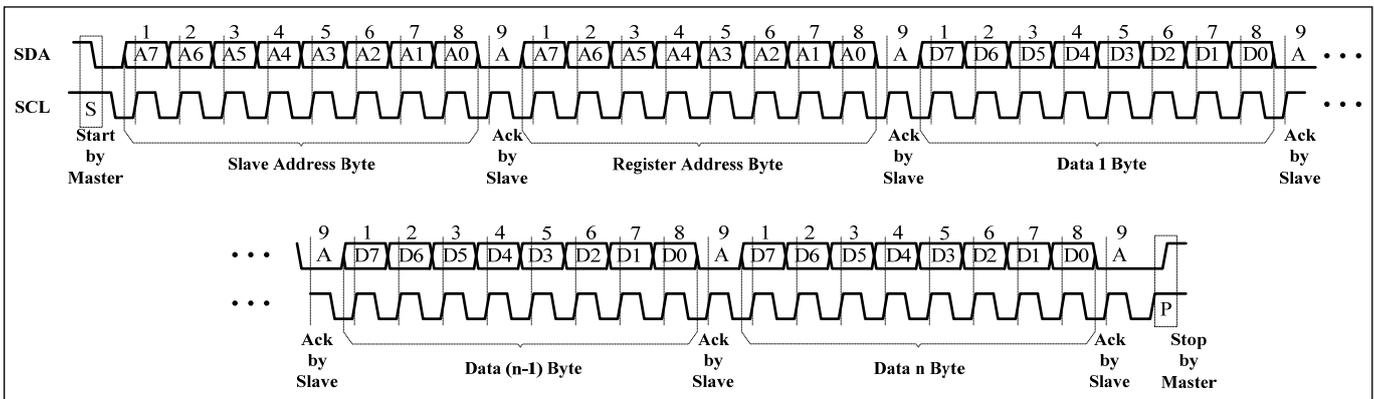 1 2 3 4 5 6 7 8 9 1 2 3 4 5 6 7 8 9 1 2 3 4 5 6 7 8 9
SDA A7 A6 A5 A4 A3 A2 A1 A0 A A7 A6 A5 A4 A3 A2 A1 A0 A D7 D6 D5 D4 D3 D2 D1 D0 A
SCL S
Start by Master
Slave Address Byte
Ack by Slave
Register Address Byte
Ack by Slave
Data 1 Byte
Ack by Slave
9 1 2 3 4 5 6 7 8 9 1 2 3 4 5 6 7 8 9
A D7 D6 D5 D4 D3 D2 D1 D0 A D7 D6 D5 D4 D3 D2 D1 D0 A
P
Ack by Slave
Data (n-1) Byte
Ack by Slave
Data n Byte
Ack by Slave
Stop by Master